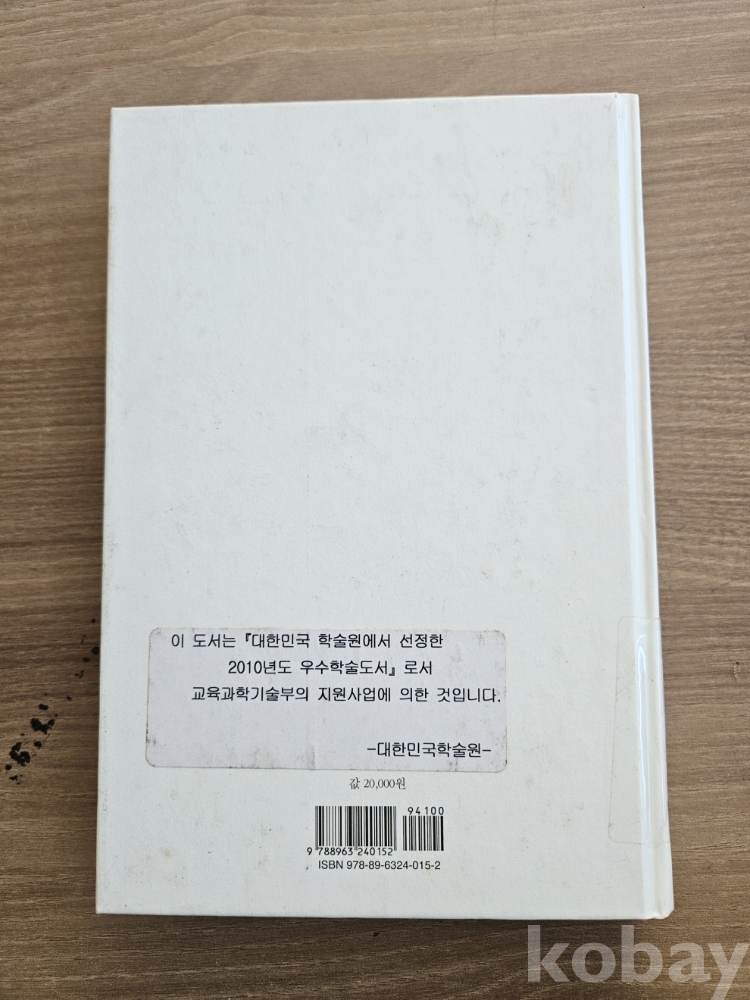 이 도서는 『대한민국 학술원에서 선정한
2010년도 우수학술도서』 로서
교육과학기술부의 지원사업에 의한 것입니다.
-대한민국학술원-
값 20,000원
94100
9 788963 240152
ISBN 978-89-6324-015-2
kobay